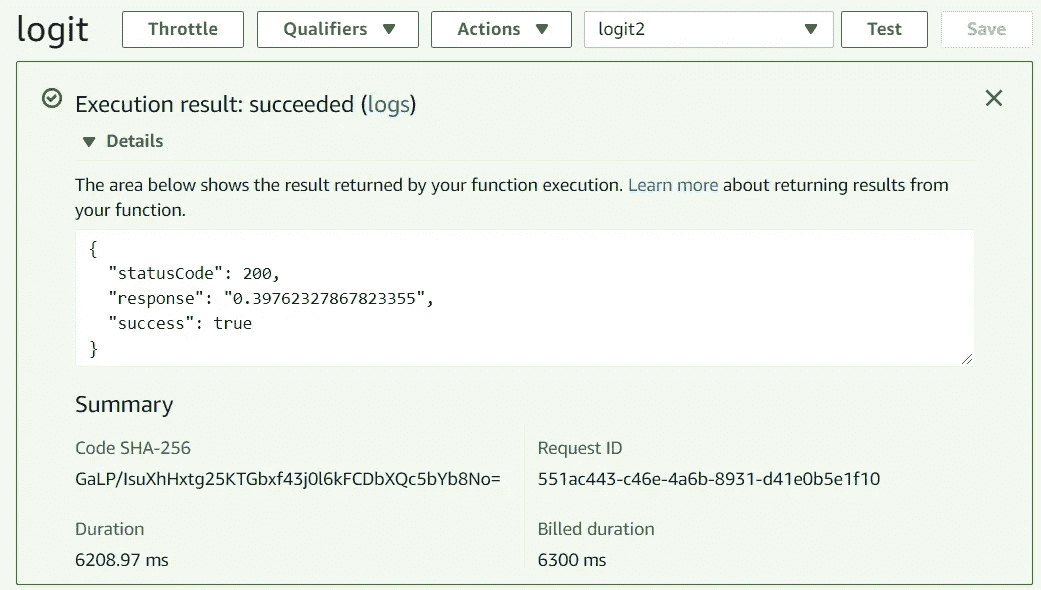 logit Throttle Qualifiers Actions logit2 Test Save
Execution result: succeeded (logs)
Details
The area below shows the result returned by your function execution. Learn more about returning results from
your function.
{
"statusCode": 200,
"response": "0.39762327867823355",
"success": true
}
Summary
Code SHA-256 Request ID
GaLP/IsuXhHxtg25KTGbxf43j0l6kFCDbXQc5bYb8No= 551ac443-c46e-4a6b-8931-d41e0b5e1f10
Duration Billed duration
6208.97 ms 6300 ms